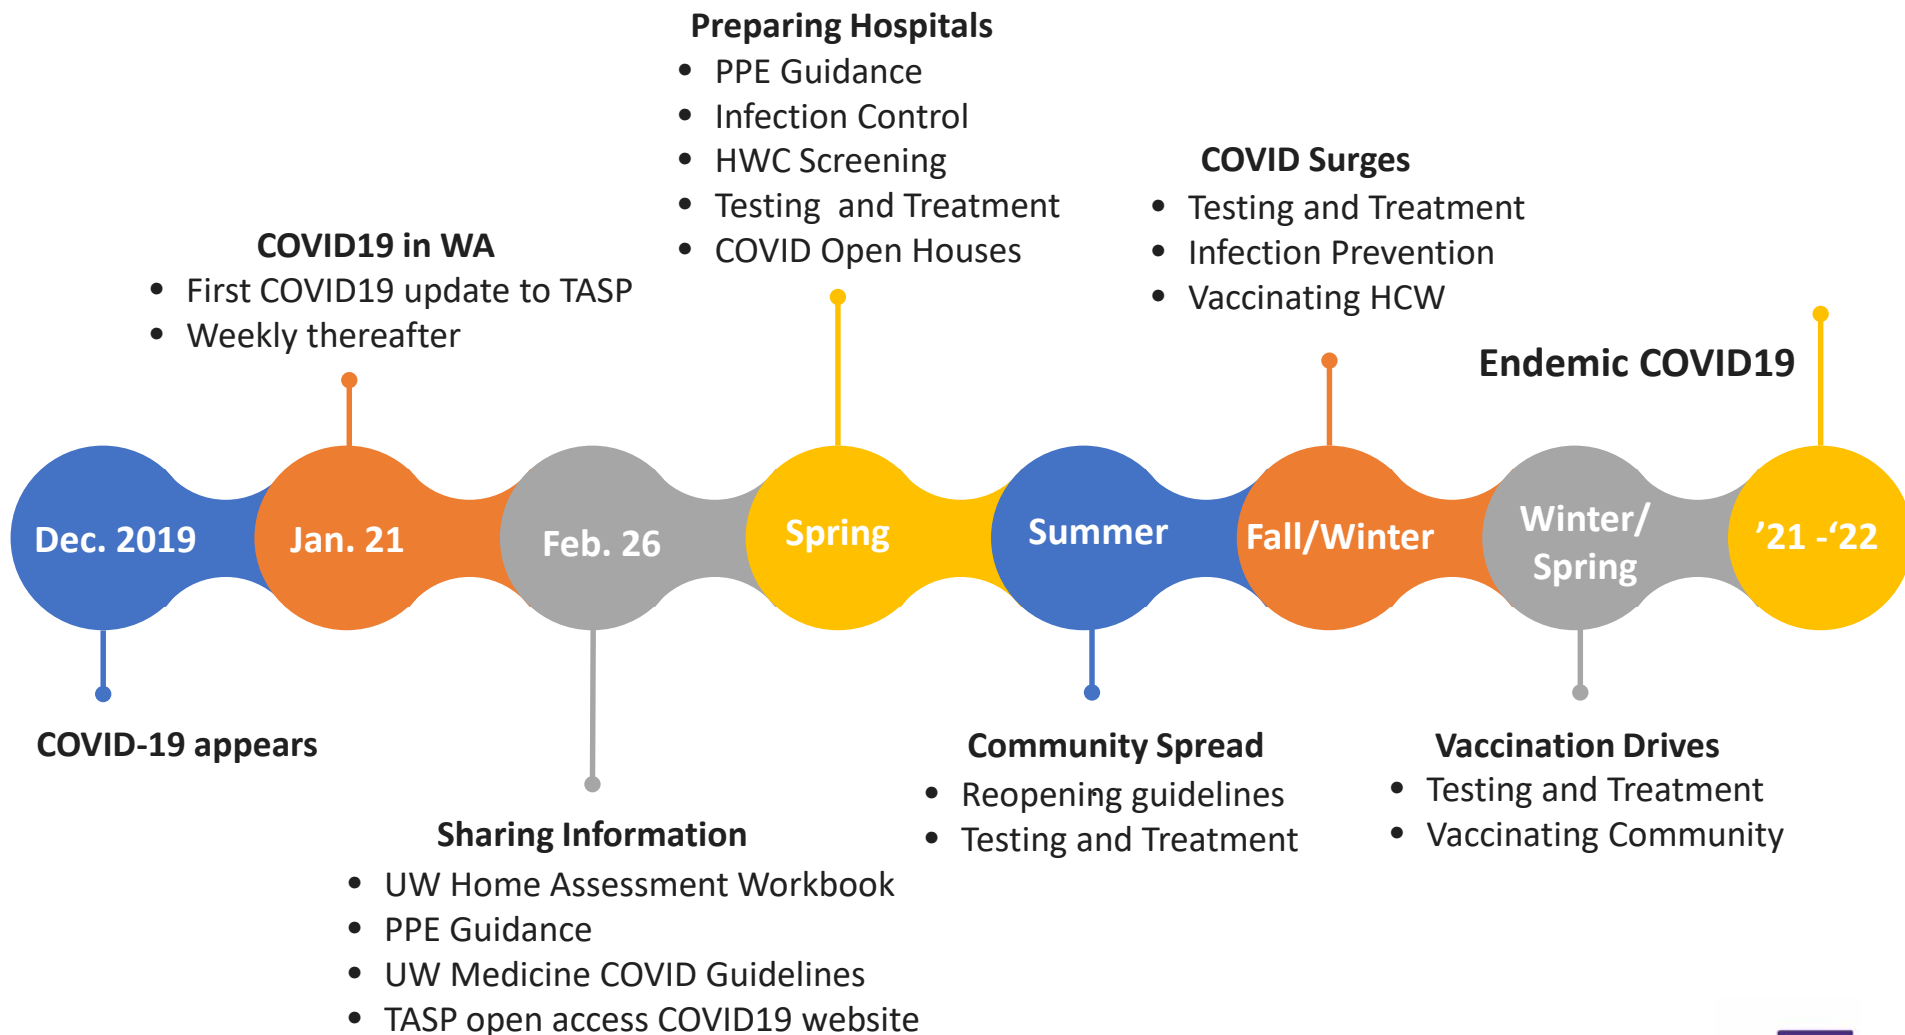 Preparing Hospitals
• PPE Guidance
• Infection Control
• HWC Screening
• Testing and Treatment
• COVID Open Houses
COVID Surges
• Testing and Treatment
• Infection Prevention
• Vaccinating HCW
COVID19 in WA
• First COVID19 update to TASP
• Weekly thereafter
Endemic COVID19
Dec. 2019
Jan. 21
Feb. 26
Spring
Summer
Fall/Winter
Winter/
Spring
’21 -‘22
COVID-19 appears
Sharing Information
• UW Home Assessment Workbook
• PPE Guidance
• UW Medicine COVID Guidelines
• TASP open access COVID19 website
Community Spread
• Reopening guidelines
• Testing and Treatment
Vaccination Drives
• Testing and Treatment
• Vaccinating Community